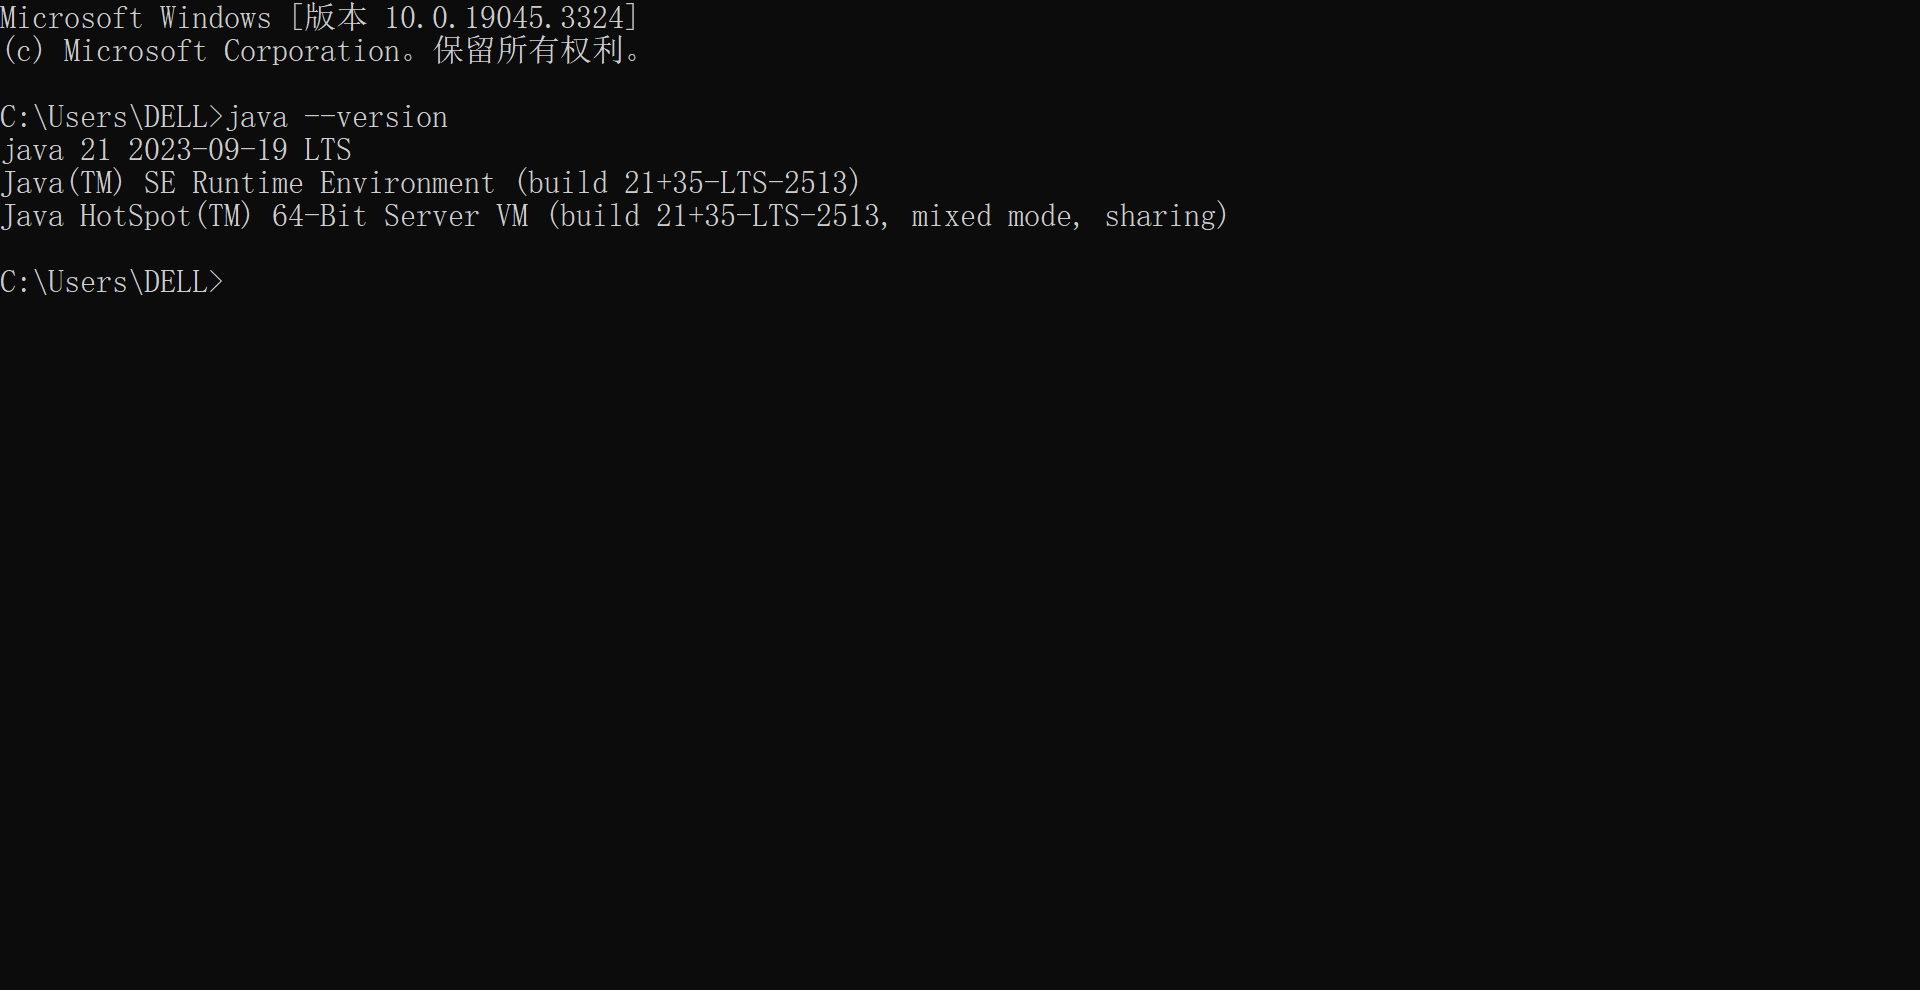 Microsoft Windows [版本 10.0.19045.3324]
(c) Microsoft Corporation。保留所有权利。
C:\Users\DELL>java --version
java 21 2023-09-19 LTS
Java(TM) SE Runtime Environment (build 21+35-LTS-2513)
Java HotSpot(TM) 64-Bit Server VM (build 21+35-LTS-2513, mixed mode, sharing)
C:\Users\DELL>